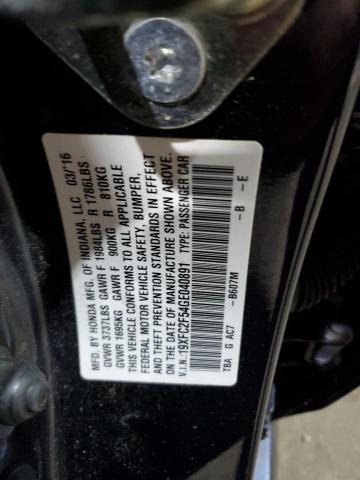 MFD. BY HONDA MFG. OF INDIANA, LLC 03/16
GVWR 3737LBS GAWR F 1984LBS R 1786LBS
GVWR 1695KG GAWR F 900KG R 810KG
THIS VEHICLE CONFORMS TO ALL APPLICABLE
FEDERAL MOTOR VEHICLE SAFETY, BUMPER,
AND THEFT PREVENTION STANDARDS IN EFFECT
ON THE DATE OF MANUFACTURE SHOWN ABOVE.
V.I.N.:19XFC2F54GE040891 TYPE: PASSENGER CAR
-B607M -B -E
TBA G AC7